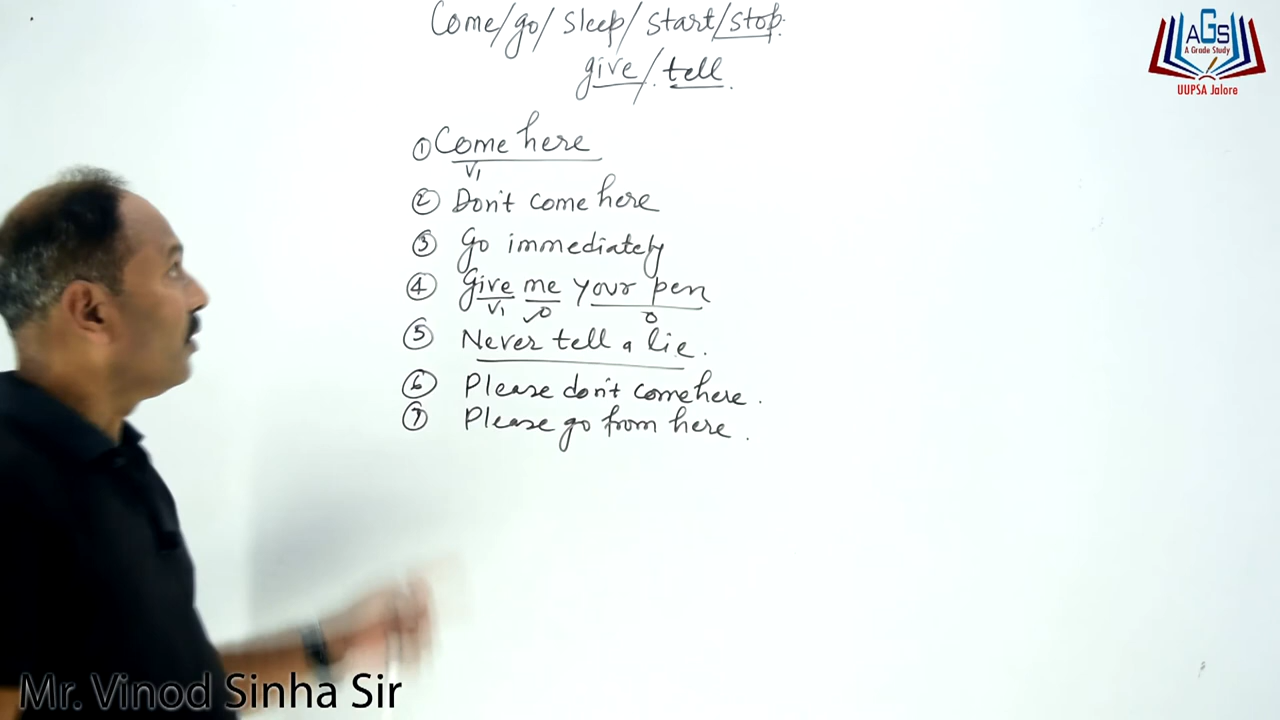 Come/go/ sleep/ start/stop.
give/ tell.
AGS
A Grade Study
UUPSA Jalore
① Come here
V₁
② Don't come here
③ Go immediately
④ Give me your pen
V₁ O O
⑤ Never tell a lie.
⑥ Please don't come here.
⑦ Please go from here.
Mr. Vinod Sinha Sir